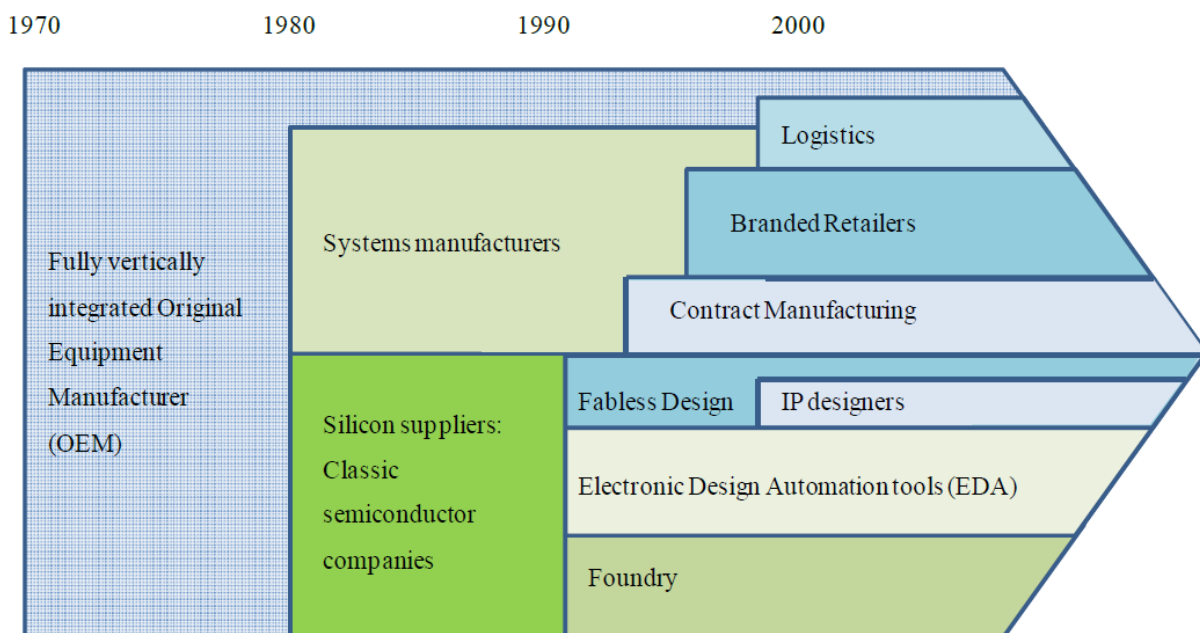 1970 1980 1990 2000
Logistics
Branded Retailers
Systems manufacturers
Fully vertically
integrated Original
Equipment
Manufacturer
(OEM)
Contract Manufacturing
Fabless Design
IP designers
Silicon suppliers:
Classic
semiconductor
companies
Electronic Design Automation tools (EDA)
Foundry